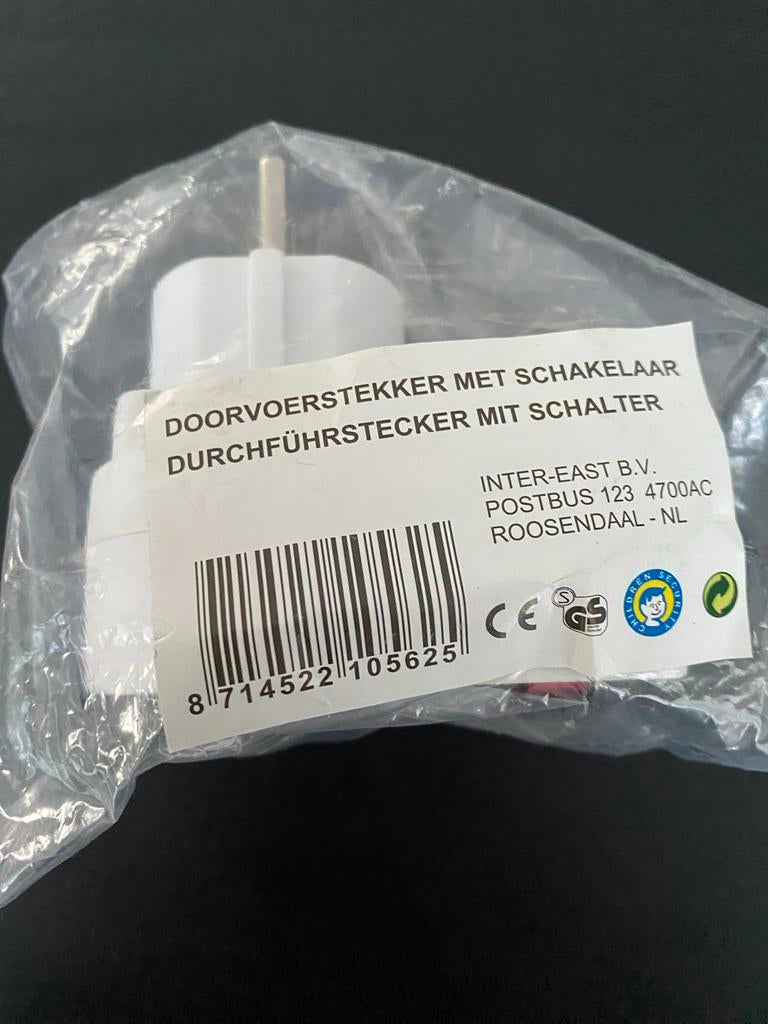 DOORVOERSTEKKER MET SCHAKELAAR
DURCHFÜHRSTECKER MIT SCHALTER
INTER-EAST B.V.
POSTBUS 123 4700AC
ROOSENDAAL - NL
8 714522 105625
CE
S
GS
CHILDREN SECURITY